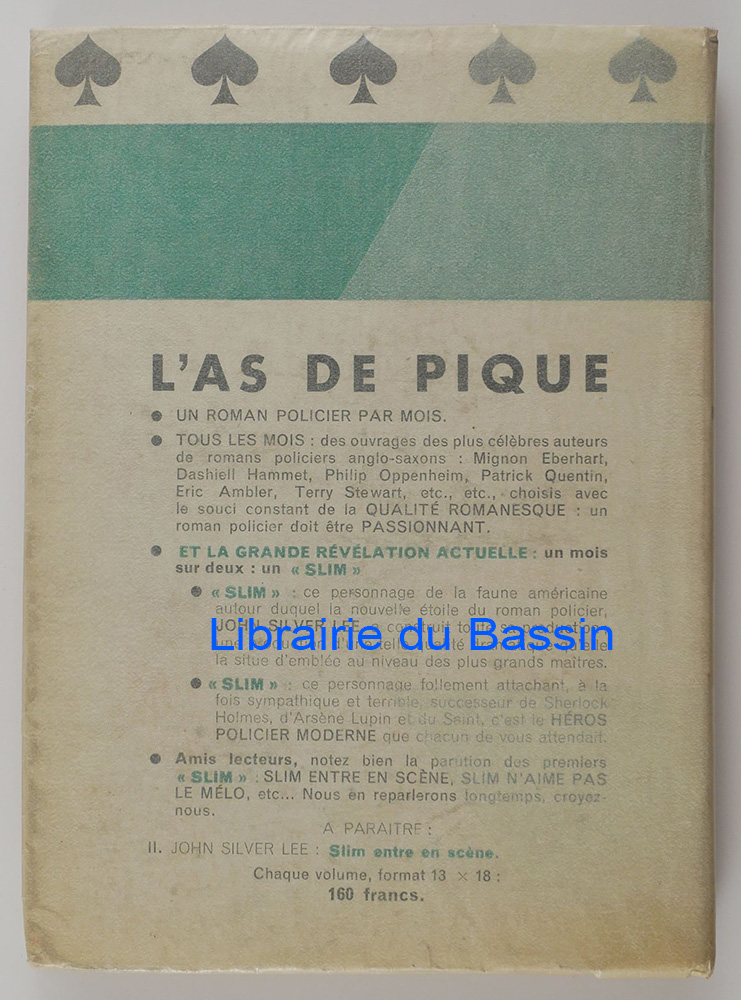 L'AS DE PIQUE
● UN ROMAN POLICIER PAR MOIS.
● TOUS LES MOIS : des ouvrages des plus célèbres auteurs
de romans policiers anglo-saxons : Mignon Eberhart,
Dashiell Hammet, Philip Oppenheim, Patrick Quentin,
Eric Ambler, Terry Stewart, etc., etc., choisis avec
le souci constant de la QUALITÉ ROMANESQUE : un
roman policier doit être PASSIONNANT.
● ET LA GRANDE RÉVÉLATION ACTUELLE : un mois
sur deux : un « SLIM »
● « SLIM » : ce personnage de la faune américaine
autour duquel la nouvelle étoile du roman policier,
JOHN SILVER LEE, a construit toute sa production,
Librairie du Bassin
la situe d'emblée au niveau des plus grands maîtres.
● « SLIM » : ce personnage follement attachant, à la
fois sympathique et terrible, successeur de Sherlock
Holmes, d'Arsène Lupin et du Saint, c'est le HÉROS
POLICIER MODERNE que chacun de vous attendait.
● Amis lecteurs, notez bien la parution des premiers
« SLIM » : SLIM ENTRE EN SCÈNE, SLIM N'AIME PAS
LE MÉLO, etc... Nous en reparlerons longtemps, croyez-
nous.
A PARAITRE :
II. JOHN SILVER LEE : Slim entre en scène.
Chaque volume, format 13 × 18 :
160 francs.